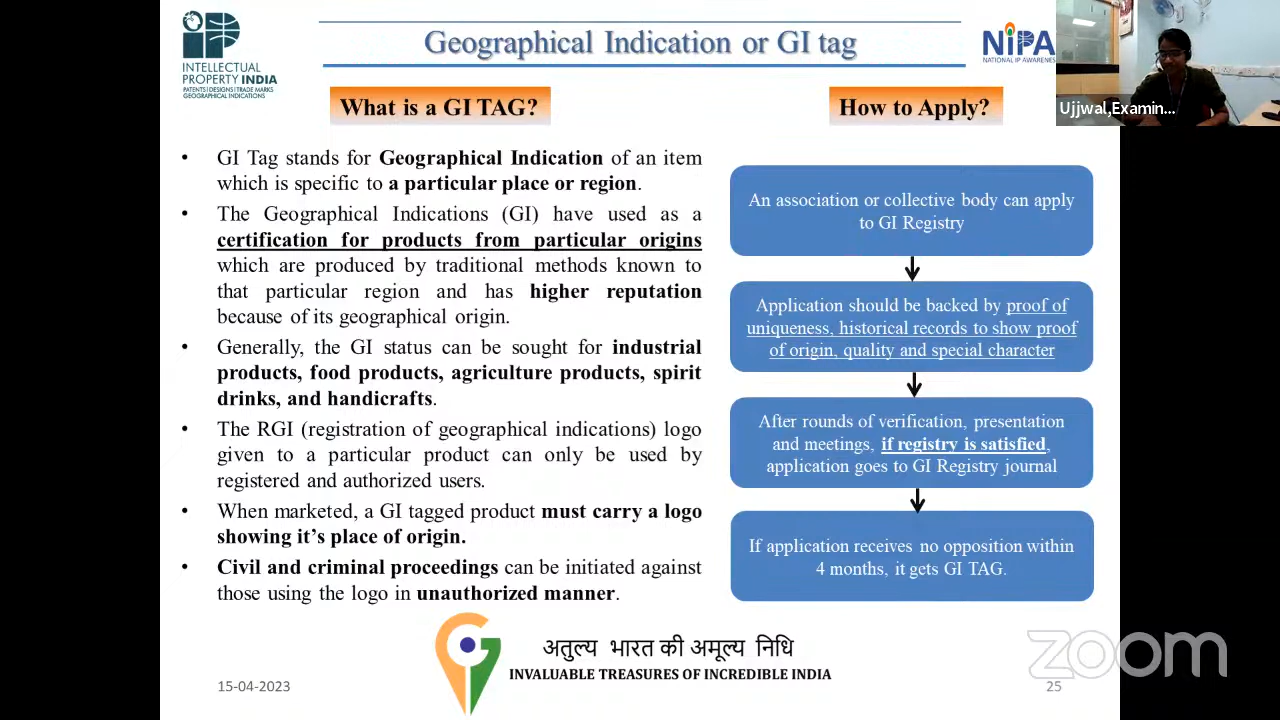 INTELLECTUAL
PROPERTY INDIA
PATENTS | DESIGNS | TRADE MARKS
GEOGRAPHICAL INDICATIONS
Geographical Indication or GI tag
NIPA
NATIONAL IP AWARENE
Ujjwal,Examin...
What is a GI TAG?
• GI Tag stands for Geographical Indication of an item
which is specific to a particular place or region.
• The Geographical Indications (GI) have used as a
certification for products from particular origins
which are produced by traditional methods known to
that particular region and has higher reputation
because of its geographical origin.
• Generally, the GI status can be sought for industrial
products, food products, agriculture products, spirit
drinks, and handicrafts.
• The RGI (registration of geographical indications) logo
given to a particular product can only be used by
registered and authorized users.
• When marketed, a GI tagged product must carry a logo
showing it's place of origin.
• Civil and criminal proceedings can be initiated against
those using the logo in unauthorized manner.
How to Apply?
An association or collective body can apply
to GI Registry
Application should be backed by proof of
uniqueness, historical records to show proof
of origin, quality and special character
After rounds of verification, presentation
and meetings, if registry is satisfied,
application goes to GI Registry journal
If application receives no opposition within
4 months, it gets GI TAG.
अतुल्य भारत की अमूल्य निधि
INVALUABLE TREASURES OF INCREDIBLE INDIA
15-04-2023
25
zoom